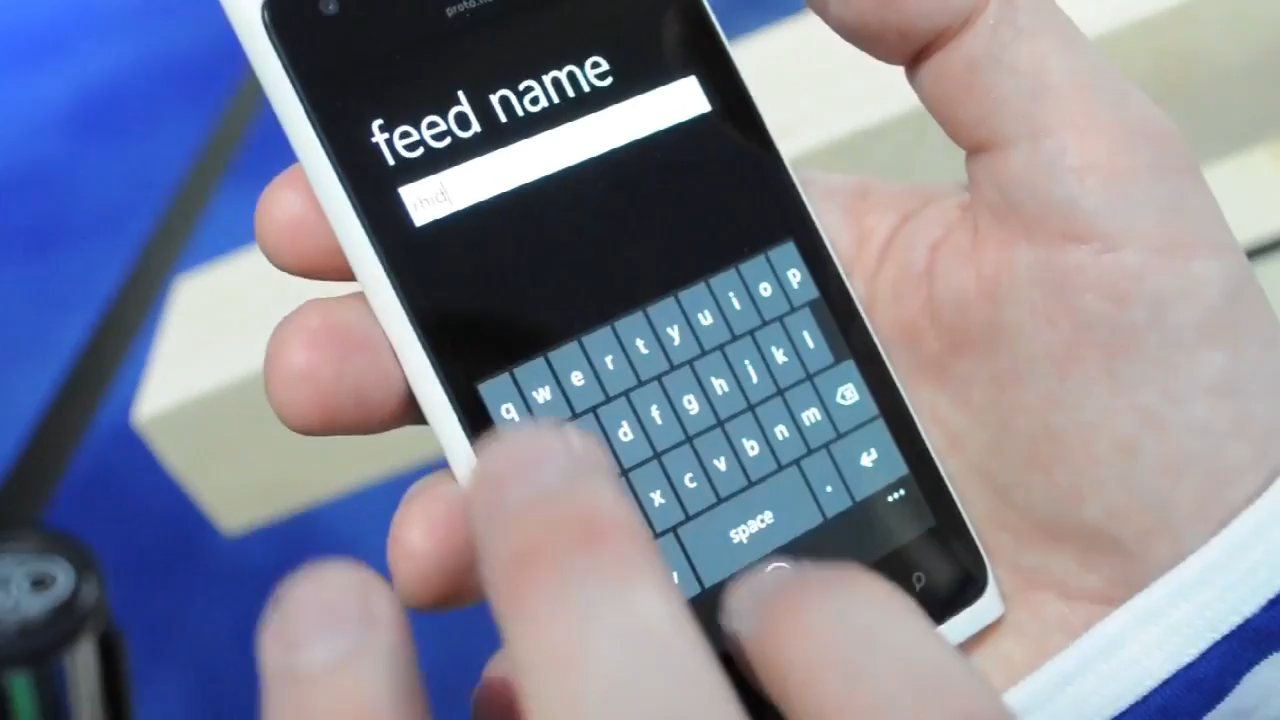 feed name
q w e r t y u i o p
d f g h j k l
x c v b n m
space .